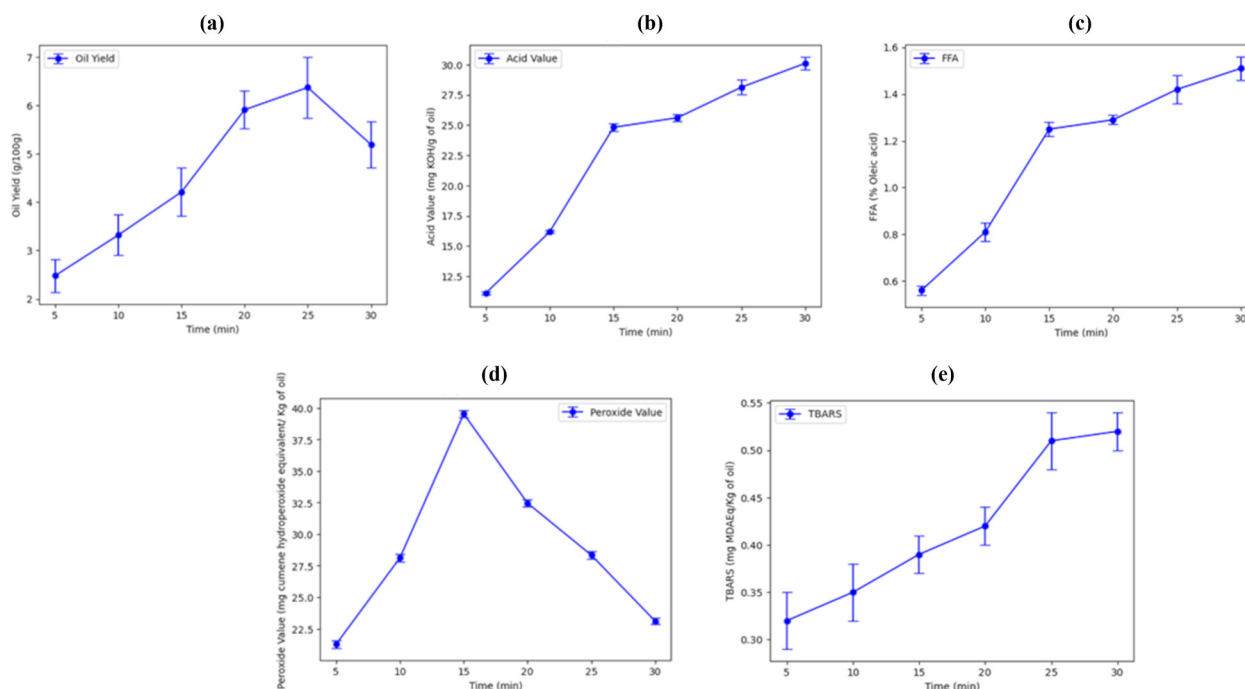 (a)
Oil Yield
Oil Yield (g/100g)
7
6
5
4
3
2
5 10 15 20 25 30
Time (min)
(b)
Acid Value
Acid Value (mg KOH/g of oil)
30.0
27.5
25.0
22.5
20.0
17.5
15.0
12.5
5 10 15 20 25 30
Time (min)
(c)
FFA
FFA (% Oleic acid)
1.6
1.4
1.2
1.0
0.8
0.6
5 10 15 20 25 30
Time (min)
(d)
Peroxide Value
Peroxide Value (mg cumene hydroperoxide equivalent/ Kg of oil)
40.0
37.5
35.0
32.5
30.0
27.5
25.0
22.5
5 10 15 20 25 30
Time (min)
(e)
TBARS
TBARS (mg MDAEq/Kg of oil)
0.55
0.50
0.45
0.40
0.35
0.30
5 10 15 20 25 30
Time (min)